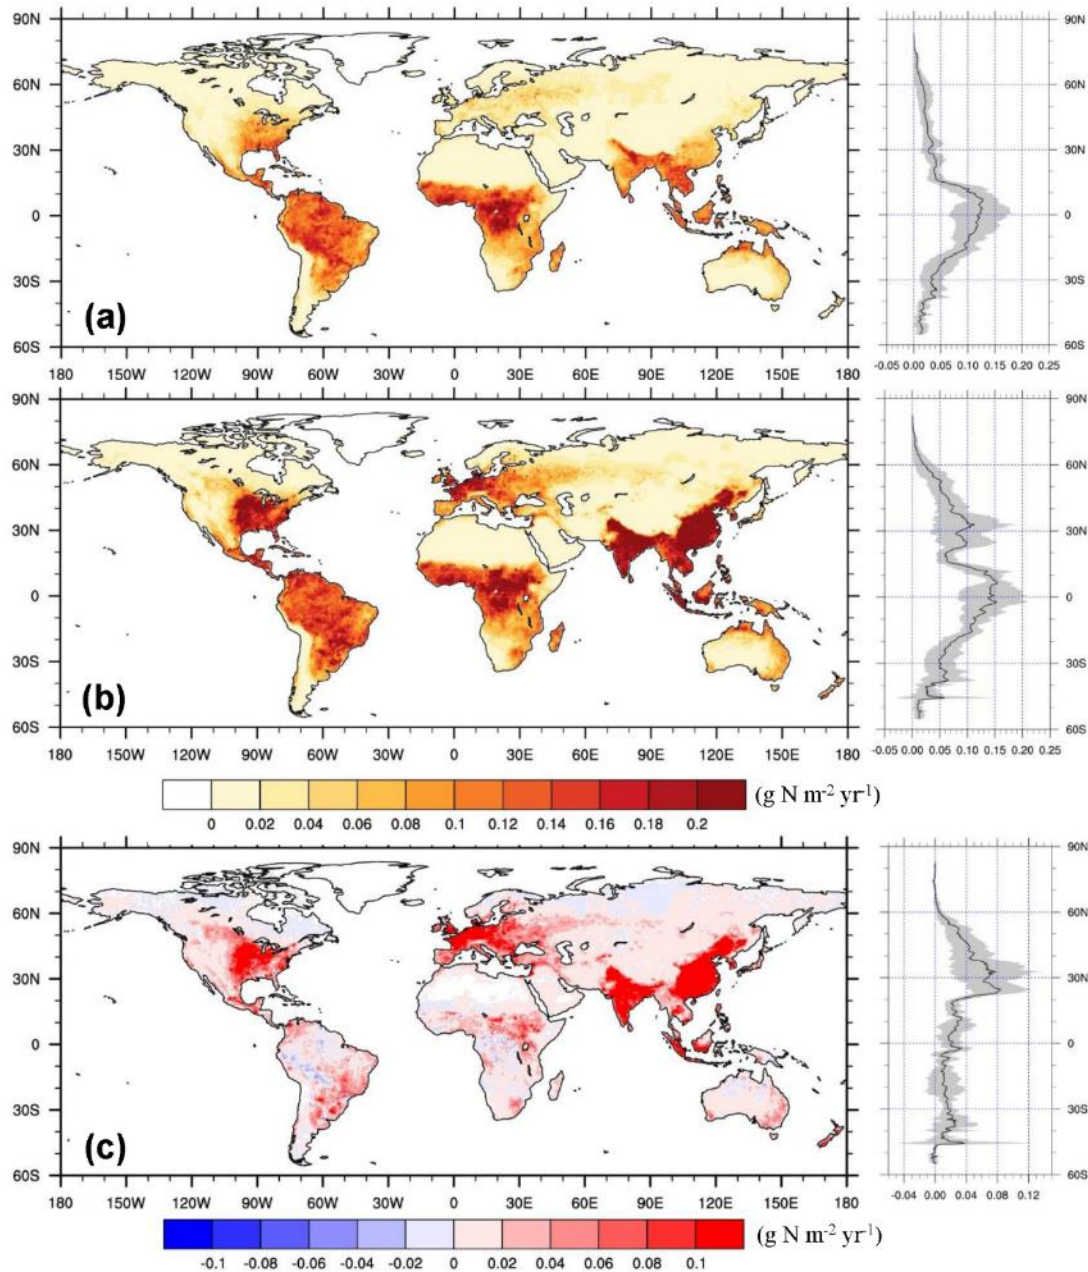 90N
60N
30N
0
30S
60S
(a)
180 150W 120W 90W 60W 30W 0 30E 60E 90E 120E 150E 180
90N
60N
30N
0
30S
60S
-0.05 0.00 0.05 0.10 0.15 0.20 0.25
90N
60N
30N
0
30S
60S
(b)
180 150W 120W 90W 60W 30W 0 30E 60E 90E 120E 150E 180
90N
60N
30N
0
30S
60S
-0.05 0.00 0.05 0.10 0.15 0.20 0.25
(g N m-2 yr-1)
0 0.02 0.04 0.06 0.08 0.1 0.12 0.14 0.16 0.18 0.2
90N
60N
30N
0
30S
60S
(c)
180 150W 120W 90W 60W 30W 0 30E 60E 90E 120E 150E 180
90N
60N
30N
0
30S
60S
-0.04 0.00 0.04 0.08 0.12
(g N m-2 yr-1)
-0.1 -0.08 -0.06 -0.04 -0.02 0 0.02 0.04 0.06 0.08 0.1